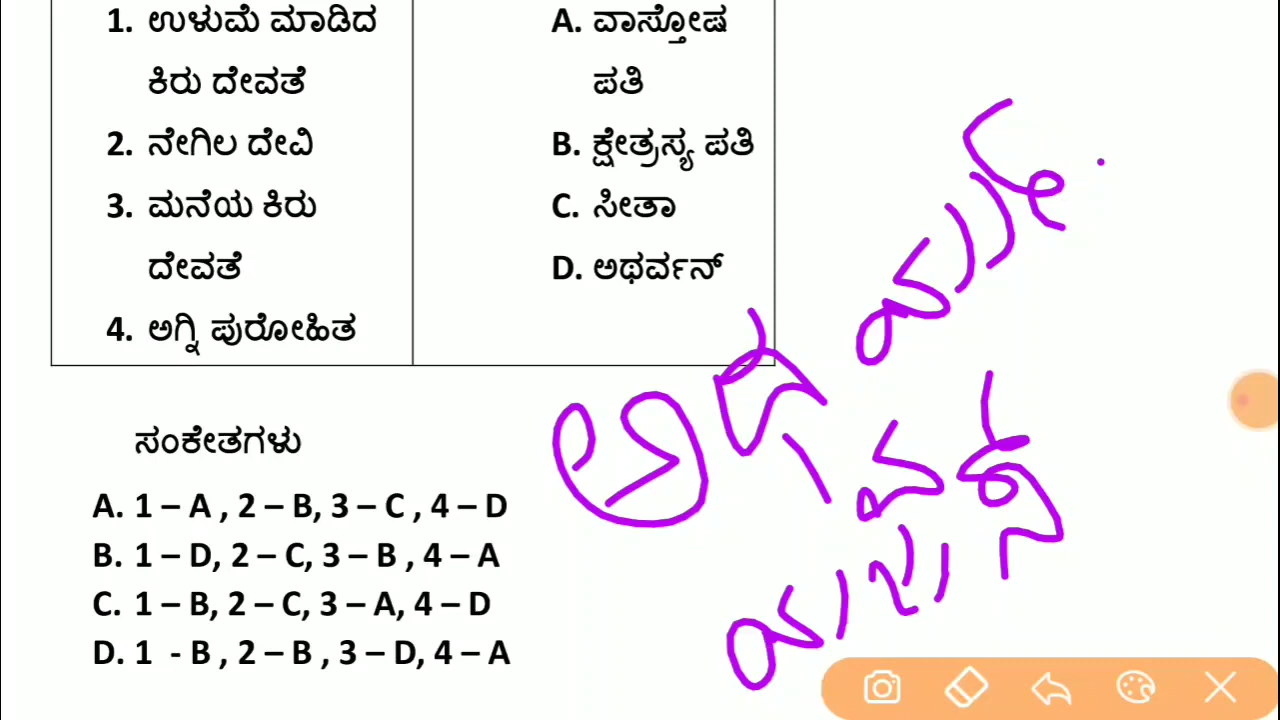 1. ಉಳುಮೆ ಮಾಡಿದ
ಕಿರು ದೇವತೆ
2. ನೇಗಿಲ ದೇವಿ
3. ಮನೆಯ ಕಿರು
ದೇವತೆ
4. ಅಗ್ನಿ ಪುರೋಹಿತ
A. ವಾಸ್ತೋಷ
ಪತಿ
B. ಕ್ಷೇತ್ರಸ್ಯ ಪತಿ
C. ಸೀತಾ
D. ಅಥರ್ವನ್
ಸಂಕೇತಗಳು
A. 1 – A , 2 – B, 3 – C , 4 – D
B. 1 – D, 2 – C, 3 – B , 4 – A
C. 1 – B, 2 – C, 3 – A, 4 – D
D. 1 - B , 2 – B , 3 – D, 4 – A